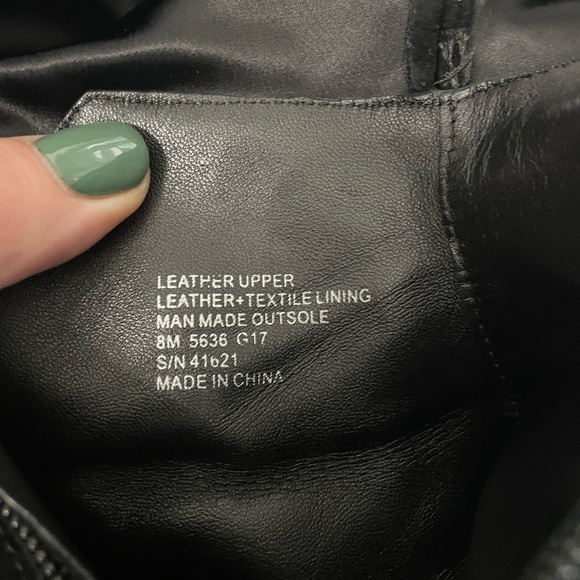 LEATHER UPPER
LEATHER+TEXTILE LINING
MAN MADE OUTSOLE
8M 5636 G17
S/N 41621
MADE IN CHINA